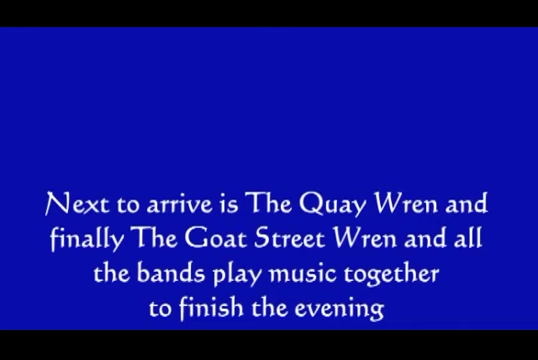 Next to arrive is The Quay Wren and
finally The Goat Street Wren and all
the bands play music together
to finish the evening